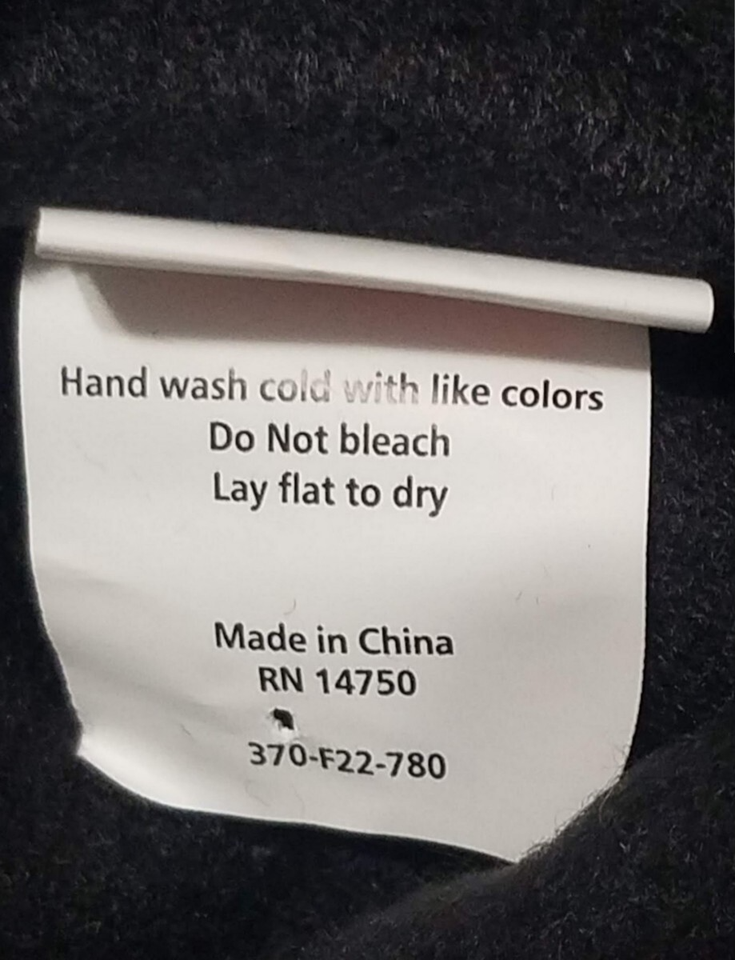 Hand wash cold with like colors
Do Not bleach
Lay flat to dry
Made in China
RN 14750
370-F22-780